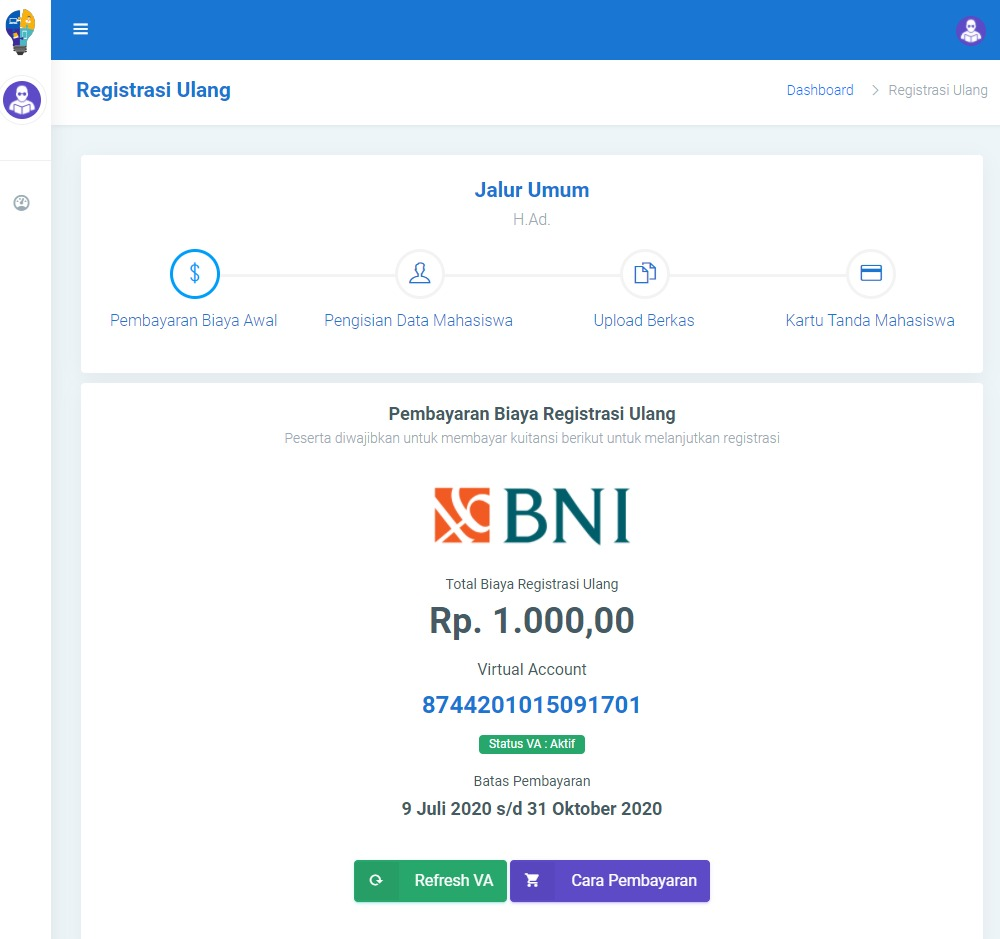 Registrasi Ulang
Dashboard
Registrasi Ulang
Jalur Umum
H.Ad.
$
Pembayaran Biaya Awal
Pengisian Data Mahasiswa
Upload Berkas
Kartu Tanda Mahasiswa
Pembayaran Biaya Registrasi Ulang
Peserta diwajibkan untuk membayar kuitansi berikut untuk melanjutkan registrasi
BNI
Total Biaya Registrasi Ulang
Rp. 1.000,00
Virtual Account
8744201015091701
Status VA : Aktif
Batas Pembayaran
9 Juli 2020 s/d 31 Oktober 2020
Refresh VA
Cara Pembayaran